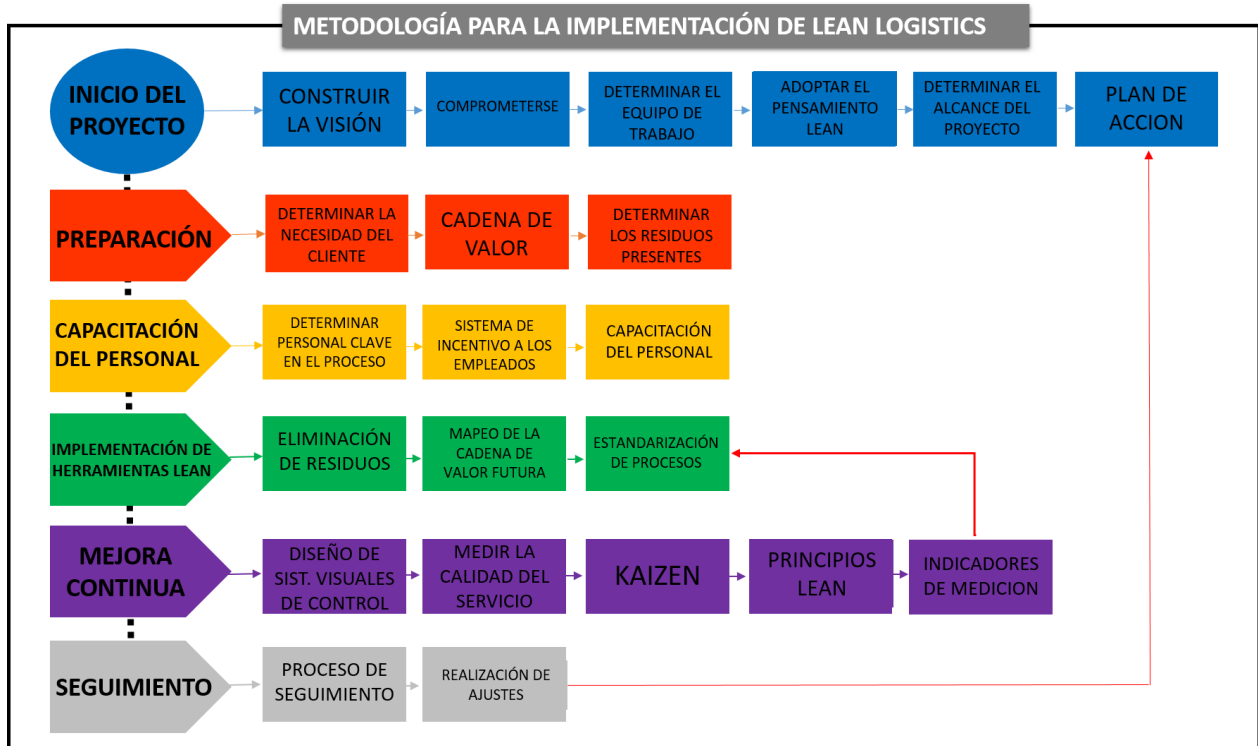 METODOLOGÍA PARA LA IMPLEMENTACIÓN DE LEAN LOGISTICS
INICIO DEL
PROYECTO
CONSTRUIR
LA VISIÓN
COMPROMETERSE
DETERMINAR EL
EQUIPO DE
TRABAJO
ADOPTAR EL
PENSAMIENTO
LEAN
DETERMINAR EL
ALCANCE DEL
PROYECTO
PLAN DE
ACCION
PREPARACIÓN
DETERMINAR LA
NECESIDAD DEL
CLIENTE
CADENA DE
VALOR
DETERMINAR
LOS RESIDUOS
PRESENTES
CAPACITACIÓN
DEL PERSONAL
DETERMINAR
PERSONAL CLAVE
EN EL PROCESO
SISTEMA DE
INCENTIVO A LOS
EMPLEADOS
CAPACITACIÓN
DEL PERSONAL
IMPLEMENTACIÓN DE
HERRAMIENTAS LEAN
ELIMINACIÓN
DE RESIDUOS
MAPEO DE LA
CADENA DE
VALOR FUTURA
ESTANDARIZACIÓN
DE PROCESOS
MEJORA
CONTINUA
DISEÑO DE
SIST. VISUALES
DE CONTROL
MEDIR LA
CALIDAD DEL
SERVICIO
KAIZEN
PRINCIPIOS
LEAN
INDICADORES
DE MEDICION
SEGUIMIENTO
PROCESO DE
SEGUIMIENTO
REALIZACIÓN DE
AJUSTES